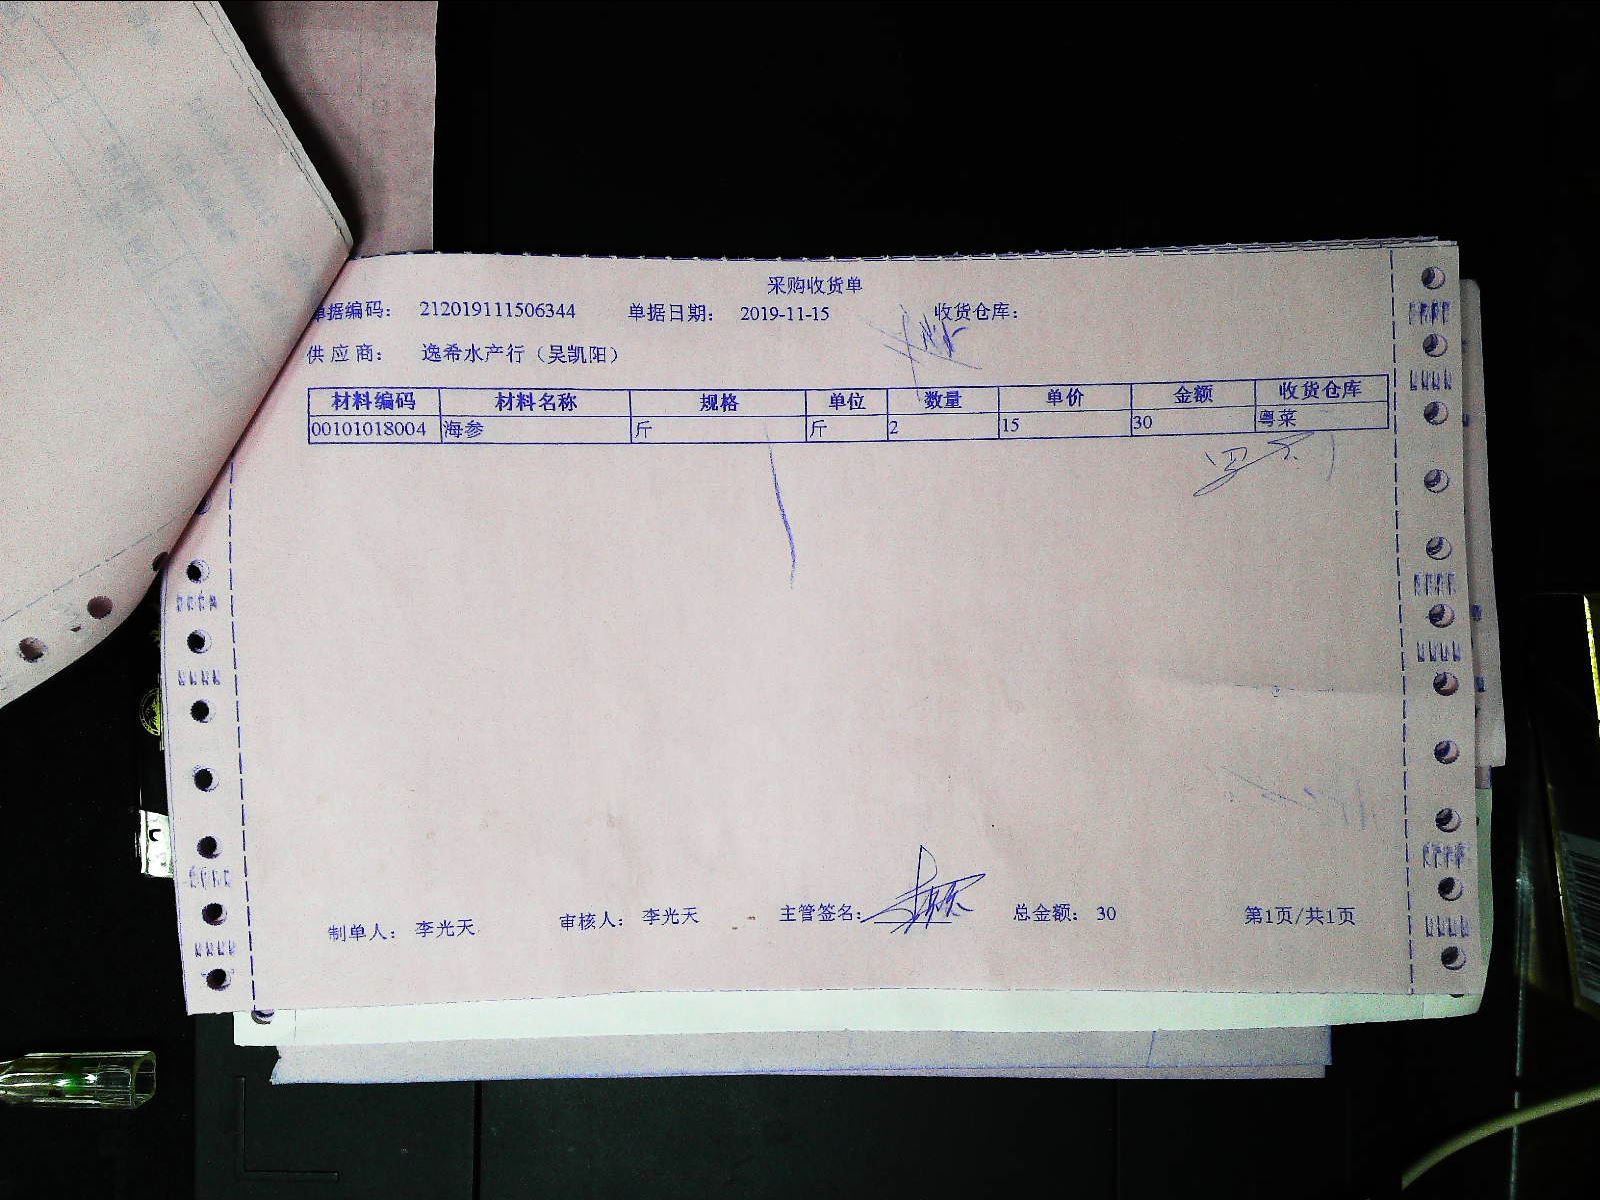 采购收货单
单据编码： 212019111506344 单据日期： 2019-11-15 收货仓库：
供应商： 逸希水产行（吴凯阳）
材料编码 材料名称 规格 单位 数量 单价 金额 收货仓库
00101018004 海参 斤 斤 2 15 30 粤菜
制单人： 李光天 审核人： 李光天 主管签名： 总金额： 30 第1页/共1页